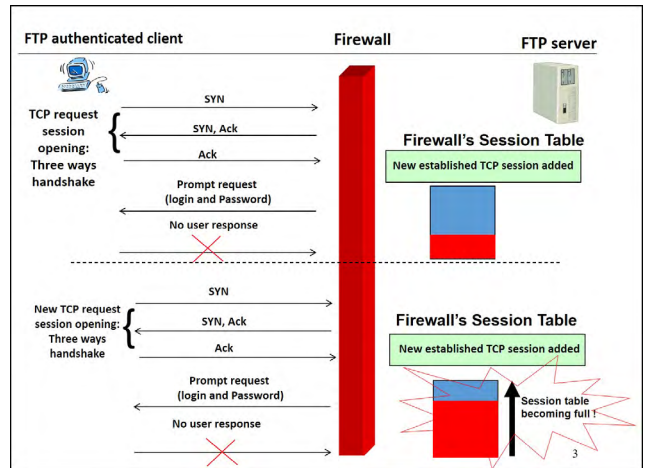 FTP authenticated client
Firewall
FTP server
SYN
TCP request
session
opening:
Three ways
handshake
SYN, Ack
Ack
Firewall's Session Table
New established TCP session added
Prompt request
(login and Password)
No user response
SYN
New TCP request
session opening:
Three ways
handshake
SYN, Ack
Ack
Firewall's Session Table
New established TCP session added
Prompt request
(login and Password)
Session table
becoming full !
No user response
3